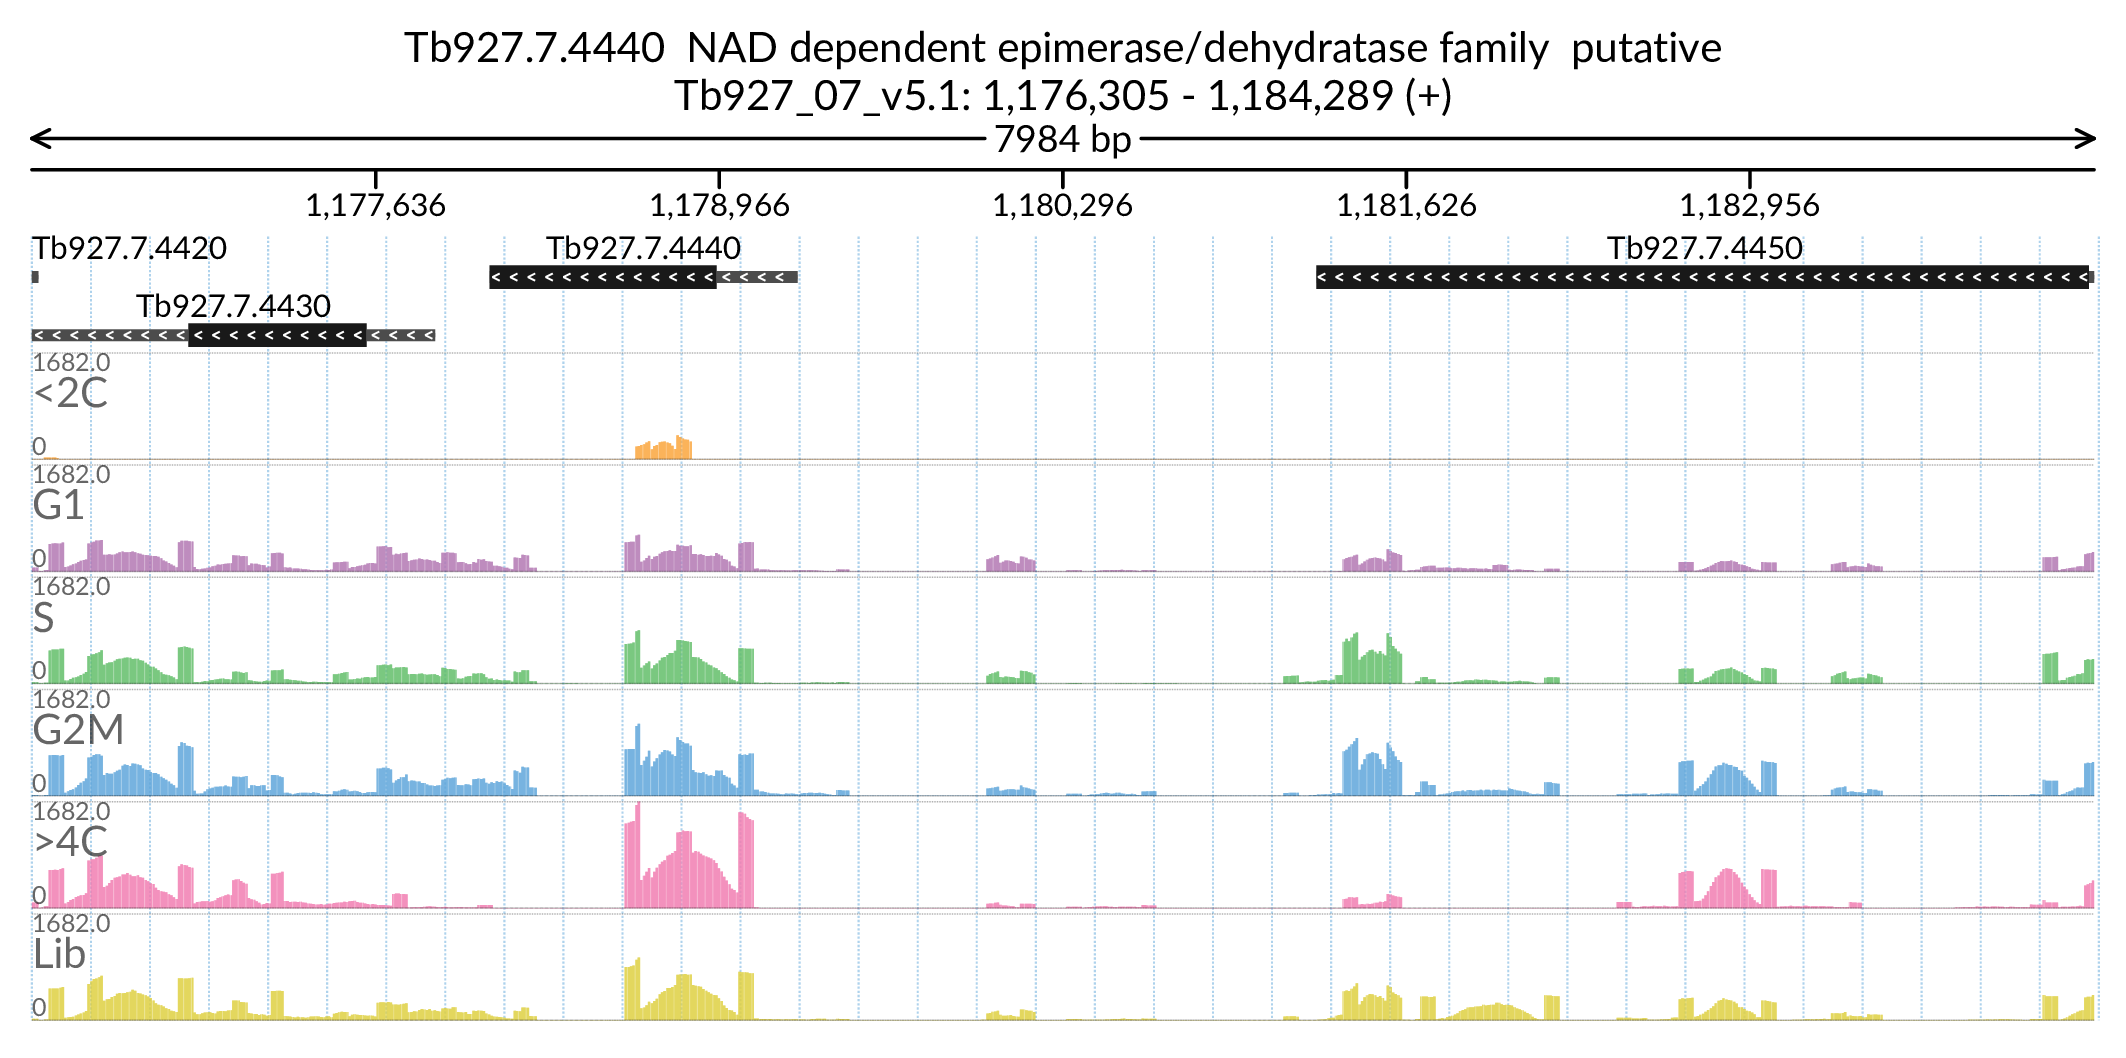 Tb927.7.4440  NAD dependent epimerase/dehydratase family  putative
Tb927_07_v5.1: 1,176,305 - 1,184,289 (+)
7984 bp
1,177,636 1,178,966 1,180,296 1,181,626 1,182,956
Tb927.7.4420 Tb927.7.4440 Tb927.7.4450
Tb927.7.4430
1682.0
<2C
0
1682.0
G1
0
1682.0
S
0
1682.0
G2M
0
1682.0
>4C
0
1682.0
Lib
0